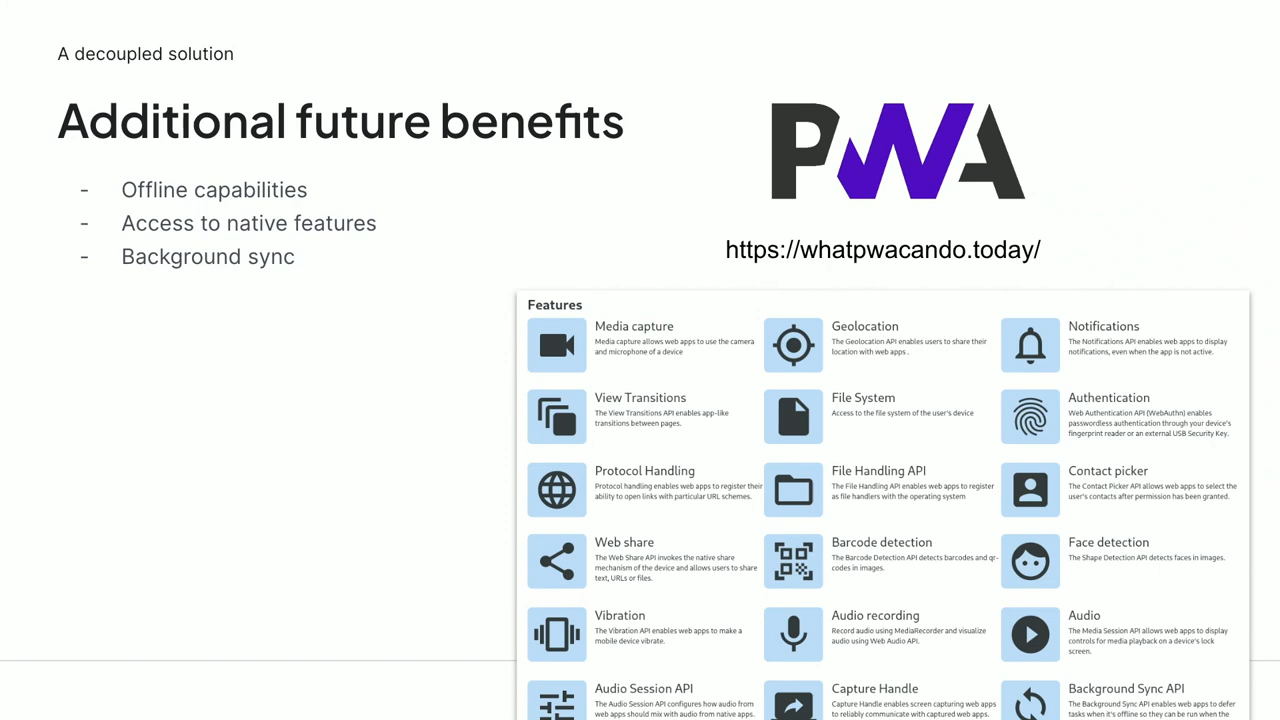 A decoupled solution
Additional future benefits
- Offline capabilities
- Access to native features
- Background sync
PWA
https://whatpwacando.today/
Features
Media capture
Media capture allows web apps to use the camera
and microphone of a device
Geolocation
The Geolocation API enables users to share their
location with web apps .
Notifications
The Notifications API enables web apps to display
notifications, even when the app is not active.
View Transitions
The View Transitions API enables app-like
transitions between pages.
File System
Access to the file system of the user's device
Authentication
Web Authentication API (WebAuthn) enables
passwordless authentication through your device's
fingerprint reader or an external USB Security Key.
Protocol Handling
Protocol handling enables web apps to register their
ability to open links with particular URL schemes.
File Handling API
The File Handling API enables web apps to register
as file handlers with the operating system
Contact picker
The Contact Picker API allows web apps to select the
user's contacts after permission has been granted.
Web share
The Web Share API invokes the native share
mechanism of the device and allows users to share
text, URLs or files.
Barcode detection
The Barcode Detection API detects barcodes and qr-
codes in images.
Face detection
The Shape Detection API detects faces in images.
Vibration
The Vibration API enables web apps to make a
mobile device vibrate.
Audio recording
Record audio using MediaRecorder and visualize
audio using Web Audio API.
Audio
The Media Session API allows web apps to display
controls for media playback on a device's lock
screen.
Audio Session API
The Audio Session API configures how audio from
web apps should mix with audio from native apps.
Capture Handle
Capture Handle enables screen capturing web apps
to reliably communicate with captured web apps.
Background Sync API
The Background Sync API enables web apps to defer
tasks when it's offline so they can be run when the